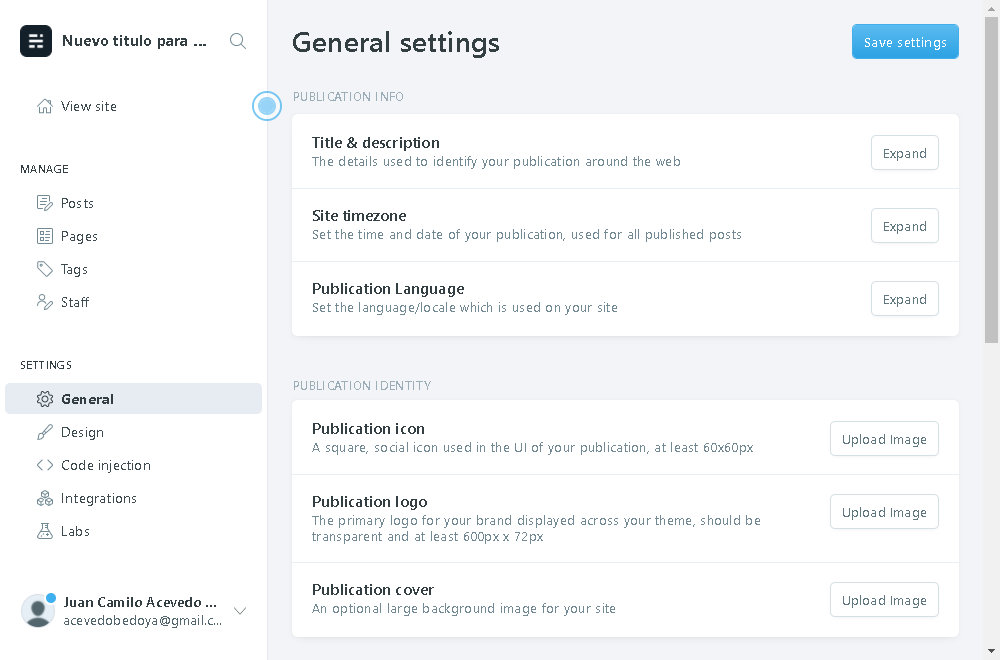 Nuevo titulo para ...
View site
MANAGE
Posts
Pages
Tags
Staff
SETTINGS
General
Design
Code injection
Integrations
Labs
Juan Camilo Acevedo ...
acevedobedoya@gmail.c...
General settings
Save settings
PUBLICATION INFO
Title & description
The details used to identify your publication around the web
Expand
Site timezone
Set the time and date of your publication, used for all published posts
Expand
Publication Language
Set the language/locale which is used on your site
Expand
PUBLICATION IDENTITY
Publication icon
A square, social icon used in the UI of your publication, at least 60x60px
Upload Image
Publication logo
The primary logo for your brand displayed across your theme, should be
transparent and at least 600px x 72px
Upload Image
Publication cover
An optional large background image for your site
Upload Image